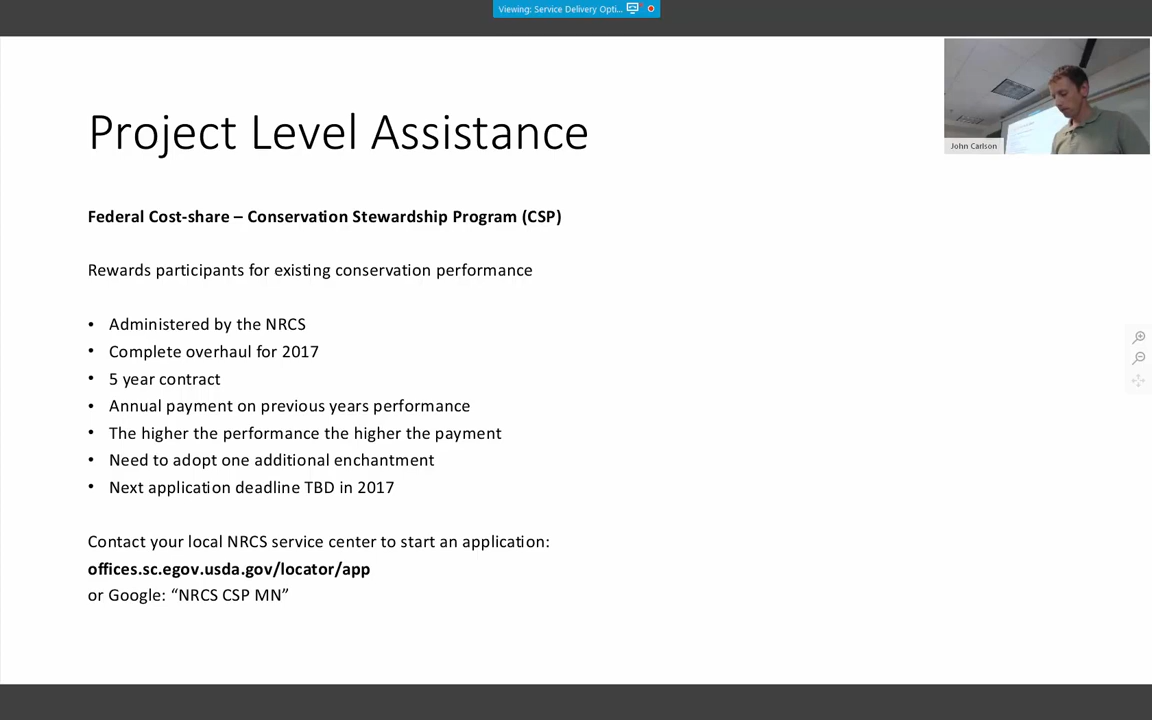 Viewing: Service Delivery Opti...
John Carlson
Project Level Assistance
Federal Cost-share – Conservation Stewardship Program (CSP)
Rewards participants for existing conservation performance
• Administered by the NRCS
• Complete overhaul for 2017
• 5 year contract
• Annual payment on previous years performance
• The higher the performance the higher the payment
• Need to adopt one additional enchantment
• Next application deadline TBD in 2017
Contact your local NRCS service center to start an application:
offices.sc.egov.usda.gov/locator/app
or Google: “NRCS CSP MN”